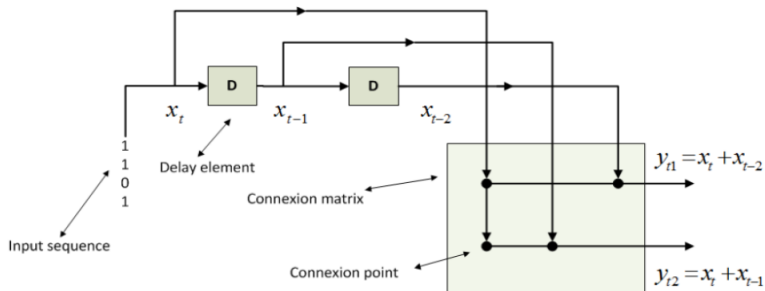 D
D
x_t
x_{t-1}
x_{t-2}
1
1
0
1
Delay element
y_{t1} = x_t + x_{t-2}
Connexion matrix
Input sequence
Connexion point
y_{t2} = x_t + x_{t-1}